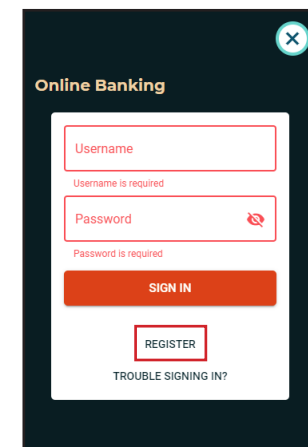 Online Banking
Username
Username is required
Password
Password is required
SIGN IN
REGISTER
TROUBLE SIGNING IN?